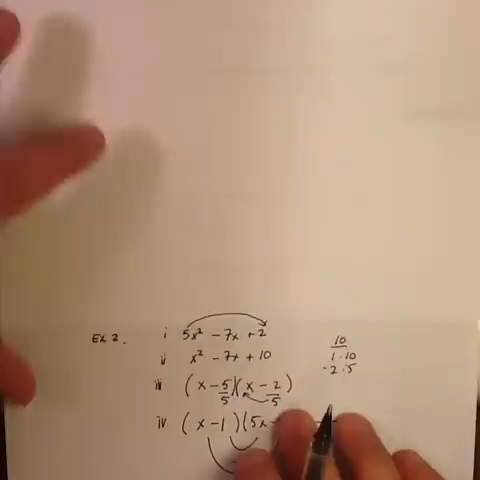 Ex 2. i 5x² - 7x + 2
ii x² - 7x + 10
iii (x - 5/5)(x - 2/5)
iv. (x - 1)(5x -
10
1 · 10
-2 · 5